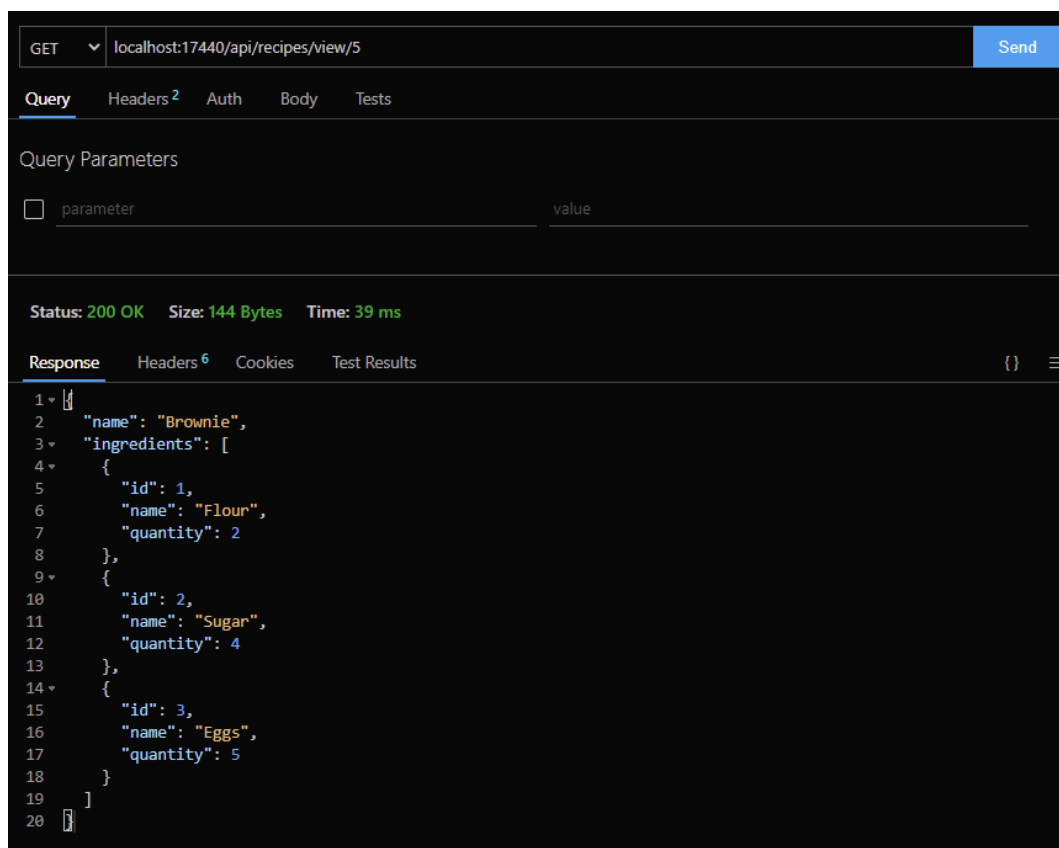 GET localhost:17440/api/recipes/view/5 Send
Query Headers 2 Auth Body Tests
Query Parameters
parameter value
Status: 200 OK Size: 144 Bytes Time: 39 ms
Response Headers 6 Cookies Test Results {}
1 {
2 "name": "Brownie",
3 "ingredients": [
4 {
5 "id": 1,
6 "name": "Flour",
7 "quantity": 2
8 },
9 {
10 "id": 2,
11 "name": "Sugar",
12 "quantity": 4
13 },
14 {
15 "id": 3,
16 "name": "Eggs",
17 "quantity": 5
18 }
19 ]
20 }